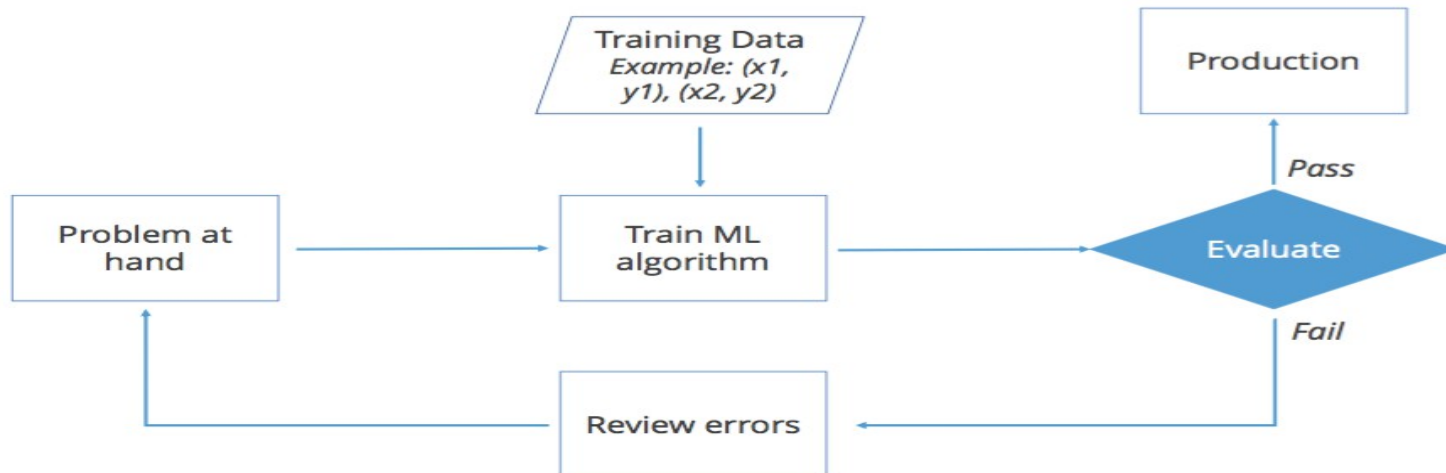 Training Data
Example: (x1,
y1), (x2, y2)
Production
Pass
Problem at
hand
Train ML
algorithm
Evaluate
Fail
Review errors